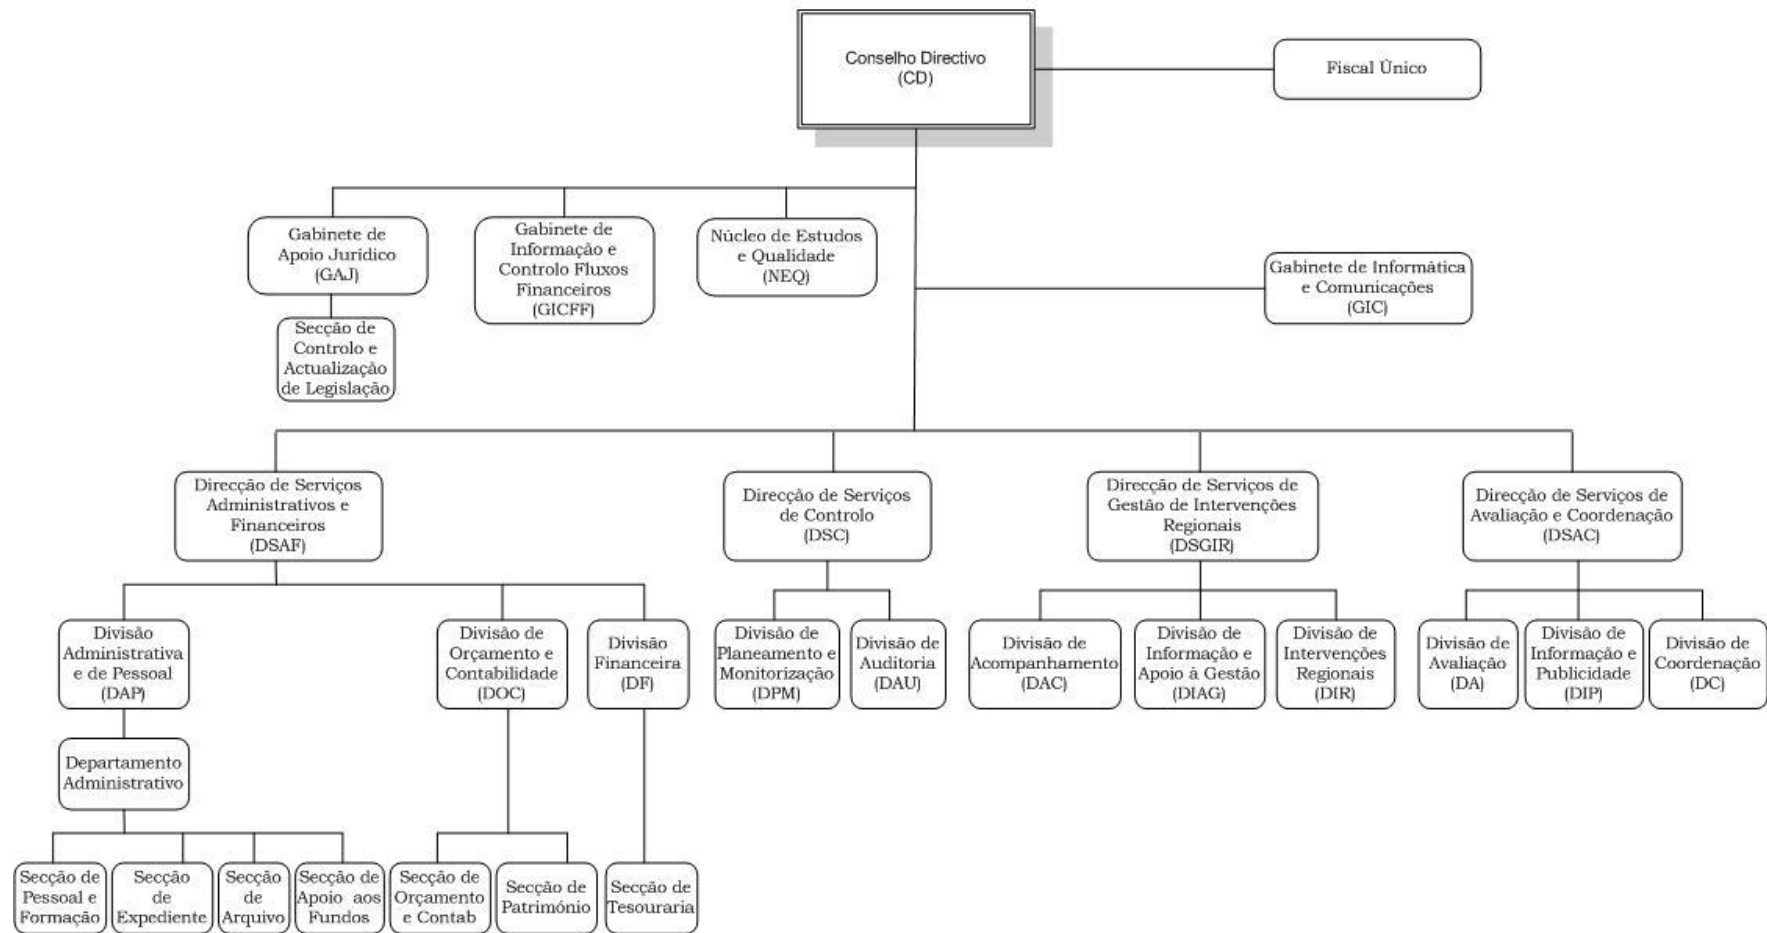 Conselho Directivo
(CD)
Fiscal Único
Gabinete de
Apoio Jurídico
(GAJ)
Gabinete de
Informação e
Controlo Fluxos
Financeiros
(GICFF)
Núcleo de Estudos
e Qualidade
(NEQ)
Gabinete de Informática
e Comunicações
(GIC)
Secção de
Controlo e
Actualização
de Legislação
Direcção de Serviços
Administrativos e
Financeiros
(DSAF)
Direcção de Serviços
de Controlo
(DSC)
Direcção de Serviços de
Gestão de Intervenções
Regionais
(DSGIR)
Direcção de Serviços de
Avaliação e Coordenação
(DSAC)
Divisão
Administrativa
e de Pessoal
(DAP)
Divisão de
Orçamento e
Contabilidade
(DOC)
Divisão
Financeira
(DF)
Divisão de
Planeamento e
Monitorização
(DPM)
Divisão de
Auditoria
(DAU)
Divisão de
Acompanhamento
(DAC)
Divisão de
Informação e
Apoio à Gestão
(DIAG)
Divisão de
Intervenções
Regionais
(DIR)
Divisão de
Avaliação
(DA)
Divisão de
Informação e
Publicidade
(DIP)
Divisão de
Coordenação
(DC)
Departamento
Administrativo
Secção de
Pessoal e
Formação
Secção
de
Expediente
Secção
de
Arquivo
Secção de
Apoio aos
Fundos
Secção de
Orçamento
e Contab
Secção de
Património
Secção de
Tesouraria